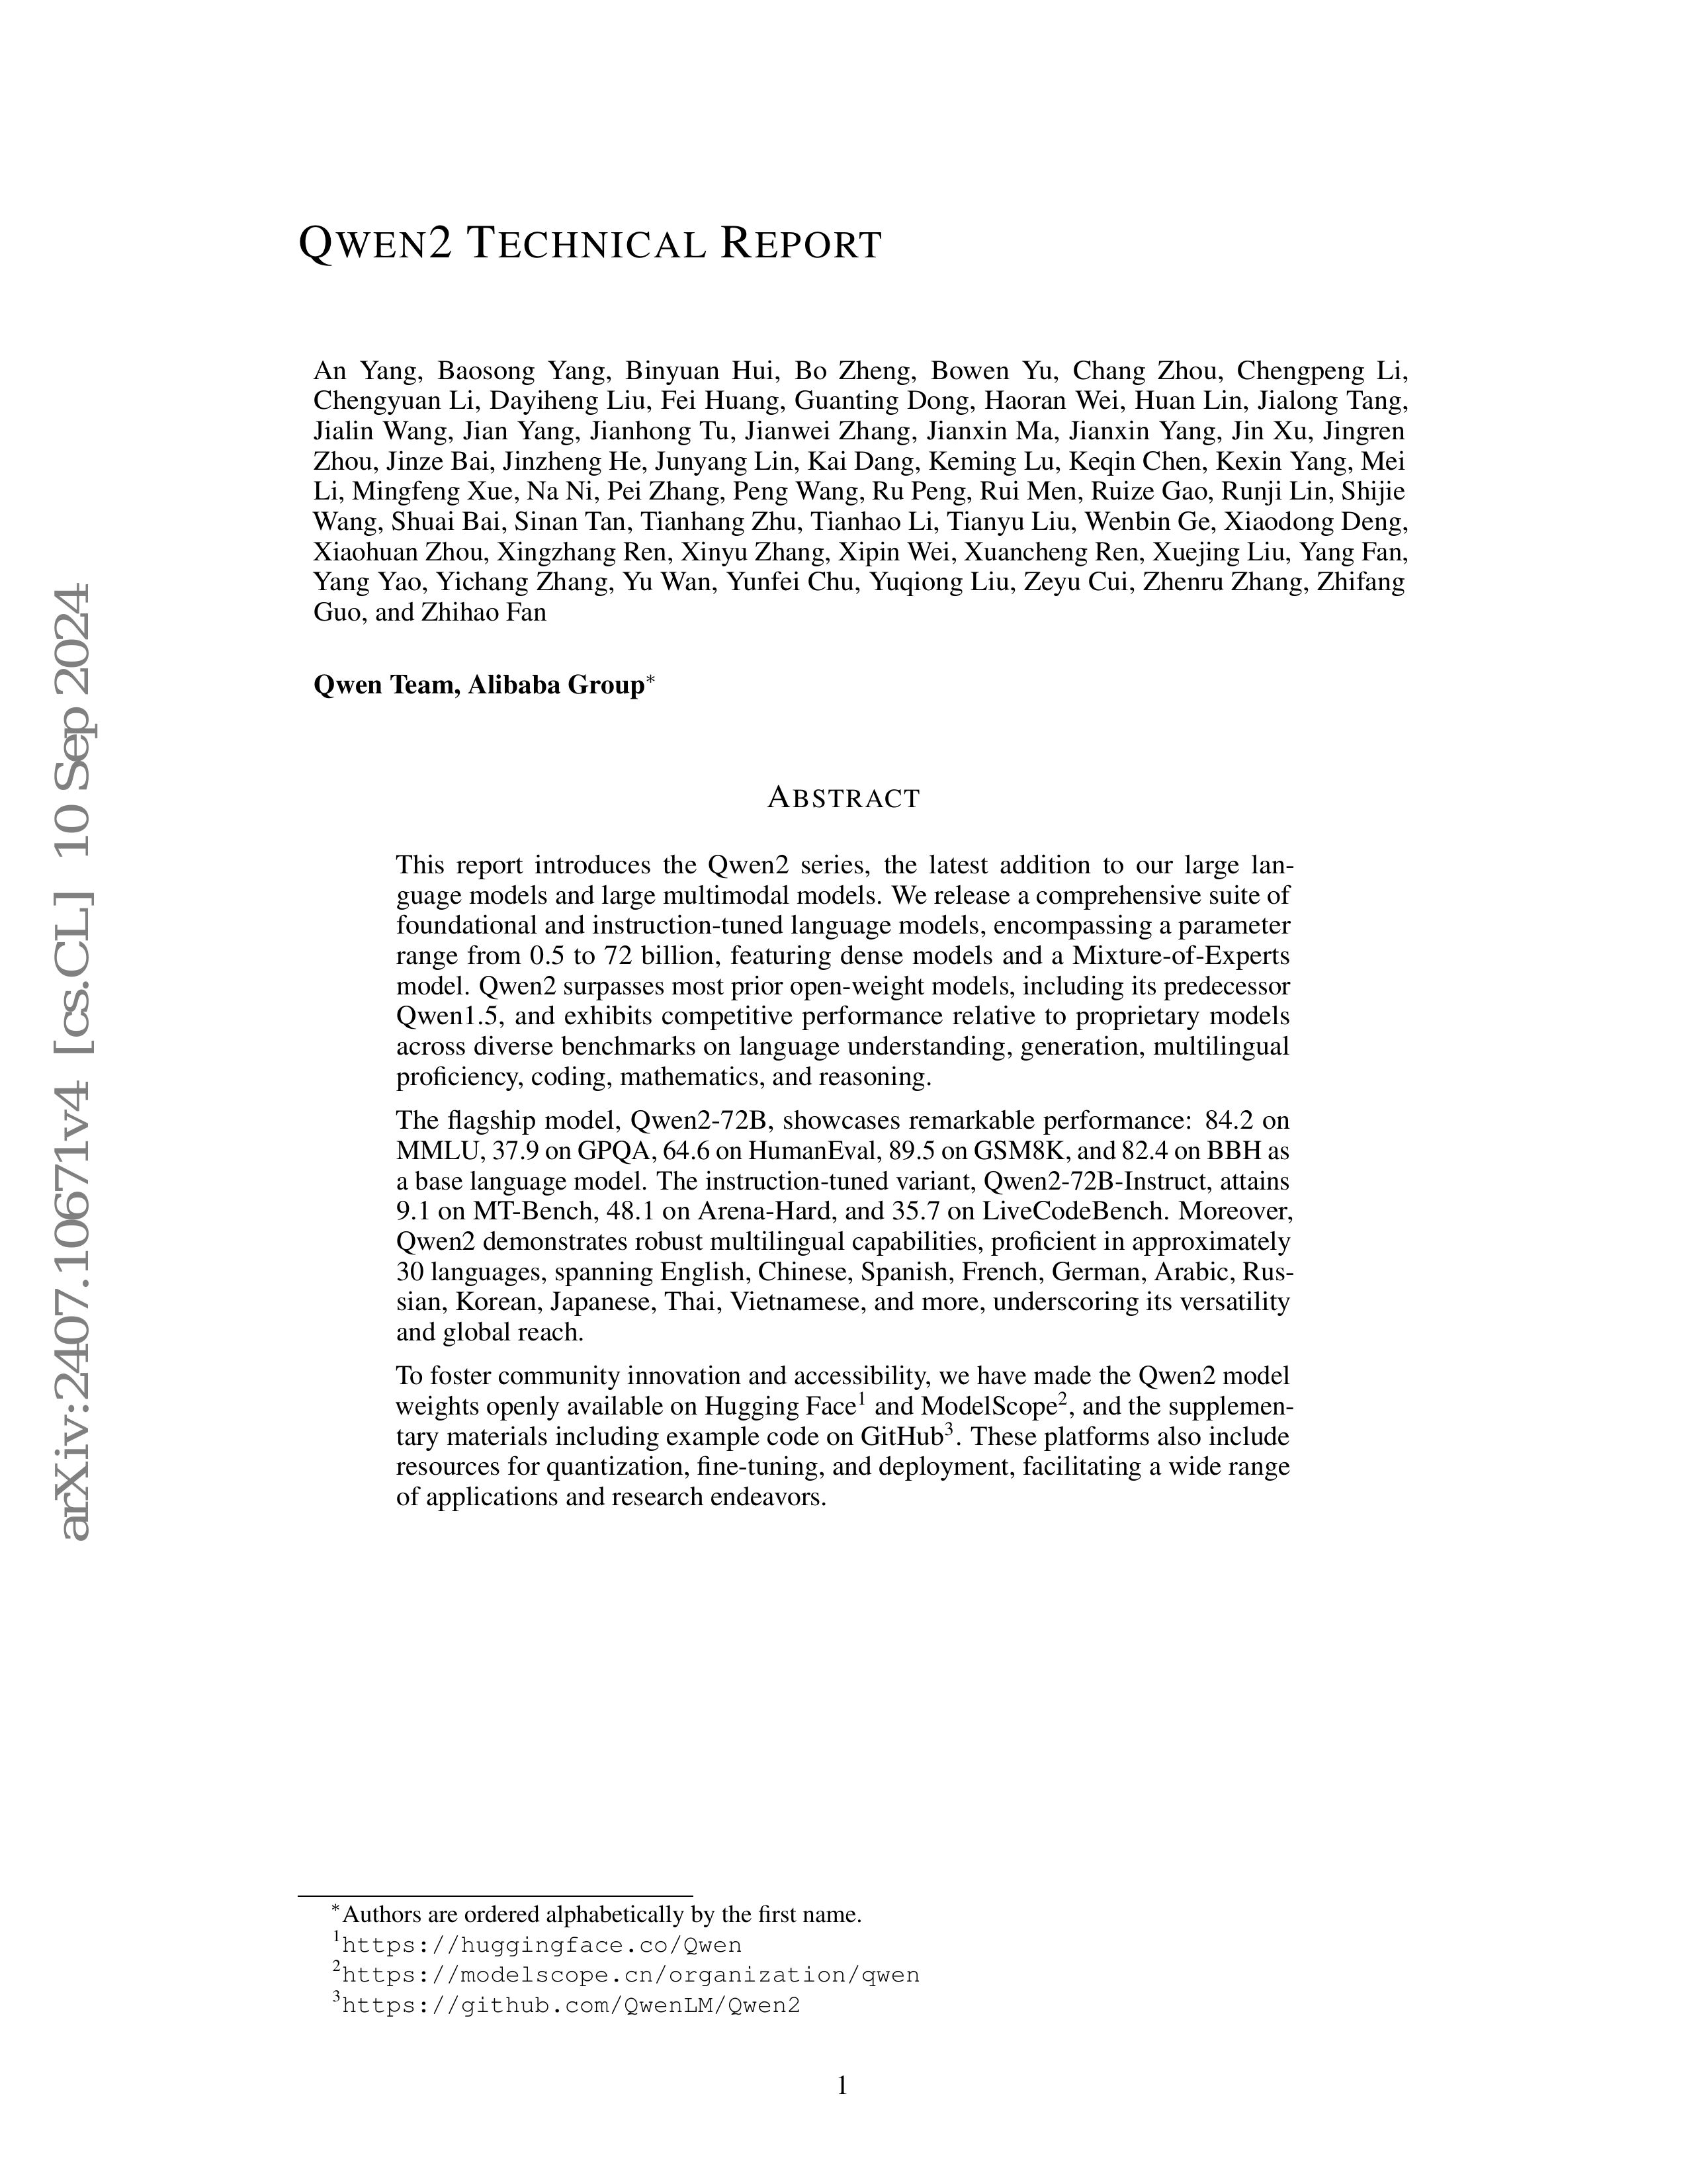 QWEN2 TECHNICAL REPORT
An Yang, Baosong Yang, Binyuan Hui, Bo Zheng, Bowen Yu, Chang Zhou, Chengpeng Li,
Chengyuan Li, Dayiheng Liu, Fei Huang, Guanting Dong, Haoran Wei, Huan Lin, Jialong Tang,
Jialin Wang, Jian Yang, Jianhong Tu, Jianwei Zhang, Jianxin Ma, Jianxin Yang, Jin Xu, Jingren
Zhou, Jinze Bai, Jinzheng He, Junyang Lin, Kai Dang, Keming Lu, Keqin Chen, Kexin Yang, Mei
Li, Mingfeng Xue, Na Ni, Pei Zhang, Peng Wang, Ru Peng, Rui Men, Ruize Gao, Runji Lin, Shijie
Wang, Shuai Bai, Sinan Tan, Tianhang Zhu, Tianhao Li, Tianyu Liu, Wenbin Ge, Xiaodong Deng,
Xiaohuan Zhou, Xingzhang Ren, Xinyu Zhang, Xipin Wei, Xuancheng Ren, Xuejing Liu, Yang Fan,
Yang Yao, Yichang Zhang, Yu Wan, Yunfei Chu, Yuqiong Liu, Zeyu Cui, Zhenru Zhang, Zhifang
Guo, and Zhihao Fan
Qwen Team, Alibaba Group*
ABSTRACT
This report introduces the Qwen2 series, the latest addition to our large lan-
guage models and large multimodal models. We release a comprehensive suite of
foundational and instruction-tuned language models, encompassing a parameter
range from 0.5 to 72 billion, featuring dense models and a Mixture-of-Experts
model. Qwen2 surpasses most prior open-weight models, including its predecessor
Qwen1.5, and exhibits competitive performance relative to proprietary models
across diverse benchmarks on language understanding, generation, multilingual
proficiency, coding, mathematics, and reasoning.
The flagship model, Qwen2-72B, showcases remarkable performance: 84.2 on
MMLU, 37.9 on GPQA, 64.6 on HumanEval, 89.5 on GSM8K, and 82.4 on BBH as
a base language model. The instruction-tuned variant, Qwen2-72B-Instruct, attains
9.1 on MT-Bench, 48.1 on Arena-Hard, and 35.7 on LiveCodeBench. Moreover,
Qwen2 demonstrates robust multilingual capabilities, proficient in approximately
30 languages, spanning English, Chinese, Spanish, French, German, Arabic, Rus-
sian, Korean, Japanese, Thai, Vietnamese, and more, underscoring its versatility
and global reach.
To foster community innovation and accessibility, we have made the Qwen2 model
weights openly available on Hugging Face1 and ModelScope2, and the supplemen-
tary materials including example code on GitHub3. These platforms also include
resources for quantization, fine-tuning, and deployment, facilitating a wide range
of applications and research endeavors.
*Authors are ordered alphabetically by the first name.
1https://huggingface.co/Qwen
2https://modelscope.cn/organization/qwen
3https://github.com/QwenLM/Qwen2
1
arXiv:2407.10671v4 [cs.CL] 10 Sep 2024